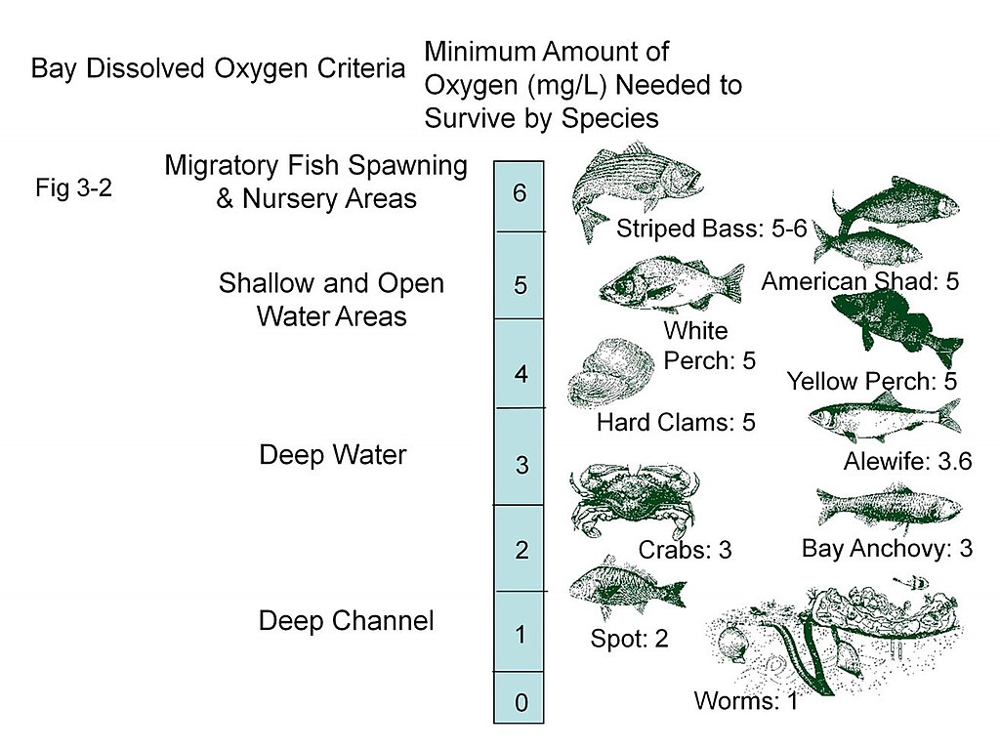 Bay Dissolved Oxygen Criteria
Minimum Amount of
Oxygen (mg/L) Needed to
Survive by Species
Fig 3-2
Migratory Fish Spawning
& Nursery Areas
Shallow and Open
Water Areas
Deep Water
Deep Channel
6
5
4
3
2
1
0
Striped Bass: 5-6
American Shad: 5
White
Perch: 5
Yellow Perch: 5
Hard Clams: 5
Alewife: 3.6
Crabs: 3
Bay Anchovy: 3
Spot: 2
Worms: 1